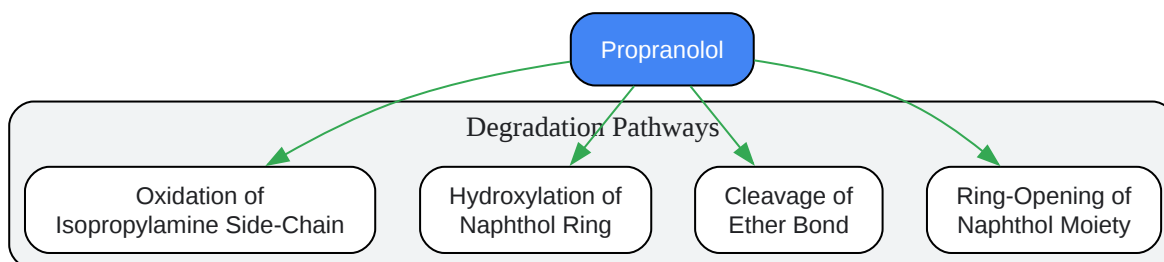 Propranolol
Degradation Pathways
Oxidation of
Isopropylamine Side-Chain
Hydroxylation of
Naphthol Ring
Cleavage of
Ether Bond
Ring-Opening of
Naphthol Moiety